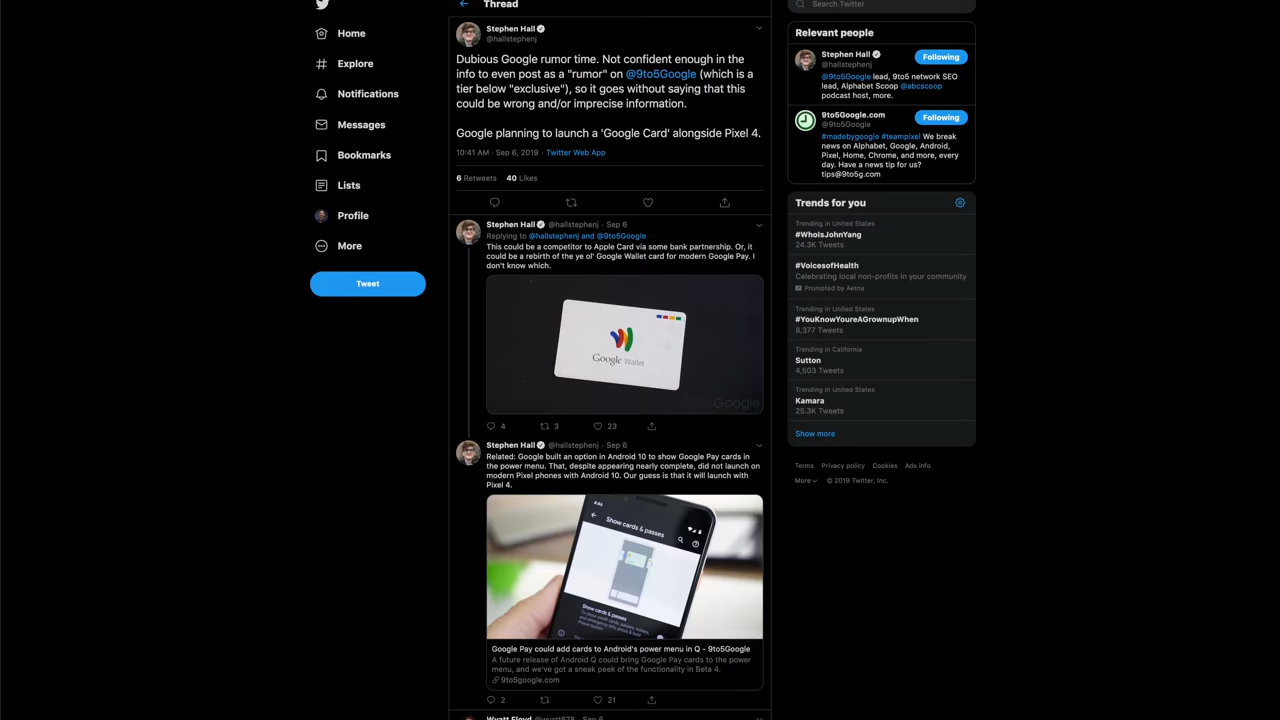 Home
Explore
Notifications
Messages
Bookmarks
Lists
Profile
More
Tweet
Thread
Stephen Hall
@hallstephenj
Dubious Google rumor time. Not confident enough in the
info to even post as a "rumor" on @9to5Google (which is a
tier below "exclusive"), so it goes without saying that this
could be wrong and/or imprecise information.
Google planning to launch a 'Google Card' alongside Pixel 4.
10:41 AM · Sep 6, 2019 · Twitter Web App
6 Retweets 40 Likes
Stephen Hall @hallstephenj · Sep 6
Replying to @hallstephenj and @9to5Google
This could be a competitor to Apple Card via some bank partnership. Or, it
could be a rebirth of the ye ol' Google Wallet card for modern Google Pay. I
don't know which.
Google Wallet
Google
4 3 23
Stephen Hall @hallstephenj · Sep 6
Related: Google built an option in Android 10 to show Google Pay cards in
the power menu. That, despite appearing nearly complete, did not launch on
modern Pixel phones with Android 10. Our guess is that it will launch with
Pixel 4.
Show cards & passes
Show cards & passes
Google Pay could add cards to Android's power menu in Q - 9to5Google
A future release of Android Q could bring Google Pay cards to the power
menu, and we've got a sneak peek of the functionality in Beta 4.
9to5google.com
2 21
Wyatt Floyd @wyatt678 · Sep 6
Search Twitter
Relevant people
Stephen Hall
@hallstephenj
Following
@9to5Google lead, 9to5 network SEO
lead, Alphabet Scoop @abcscoop
podcast host, more.
9to5Google.com
@9to5Google
Following
#madebygoogle #teampixel We break
news on Alphabet, Google, Android,
Pixel, Home, Chrome, and more, every
day. Have a news tip for us?
tips@9to5g.com
Trends for you
Trending in United States
#WhoIsJohnYang
24.3K Tweets
#VoicesofHealth
Celebrating local non-profits in your community
Promoted by Aetna
Trending in United States
#YouKnowYoureAGrownupWhen
8,377 Tweets
Trending in California
Sutton
4,503 Tweets
Trending in United States
Kamara
25.3K Tweets
Show more
Terms Privacy policy Cookies Ads info
More © 2019 Twitter, Inc.